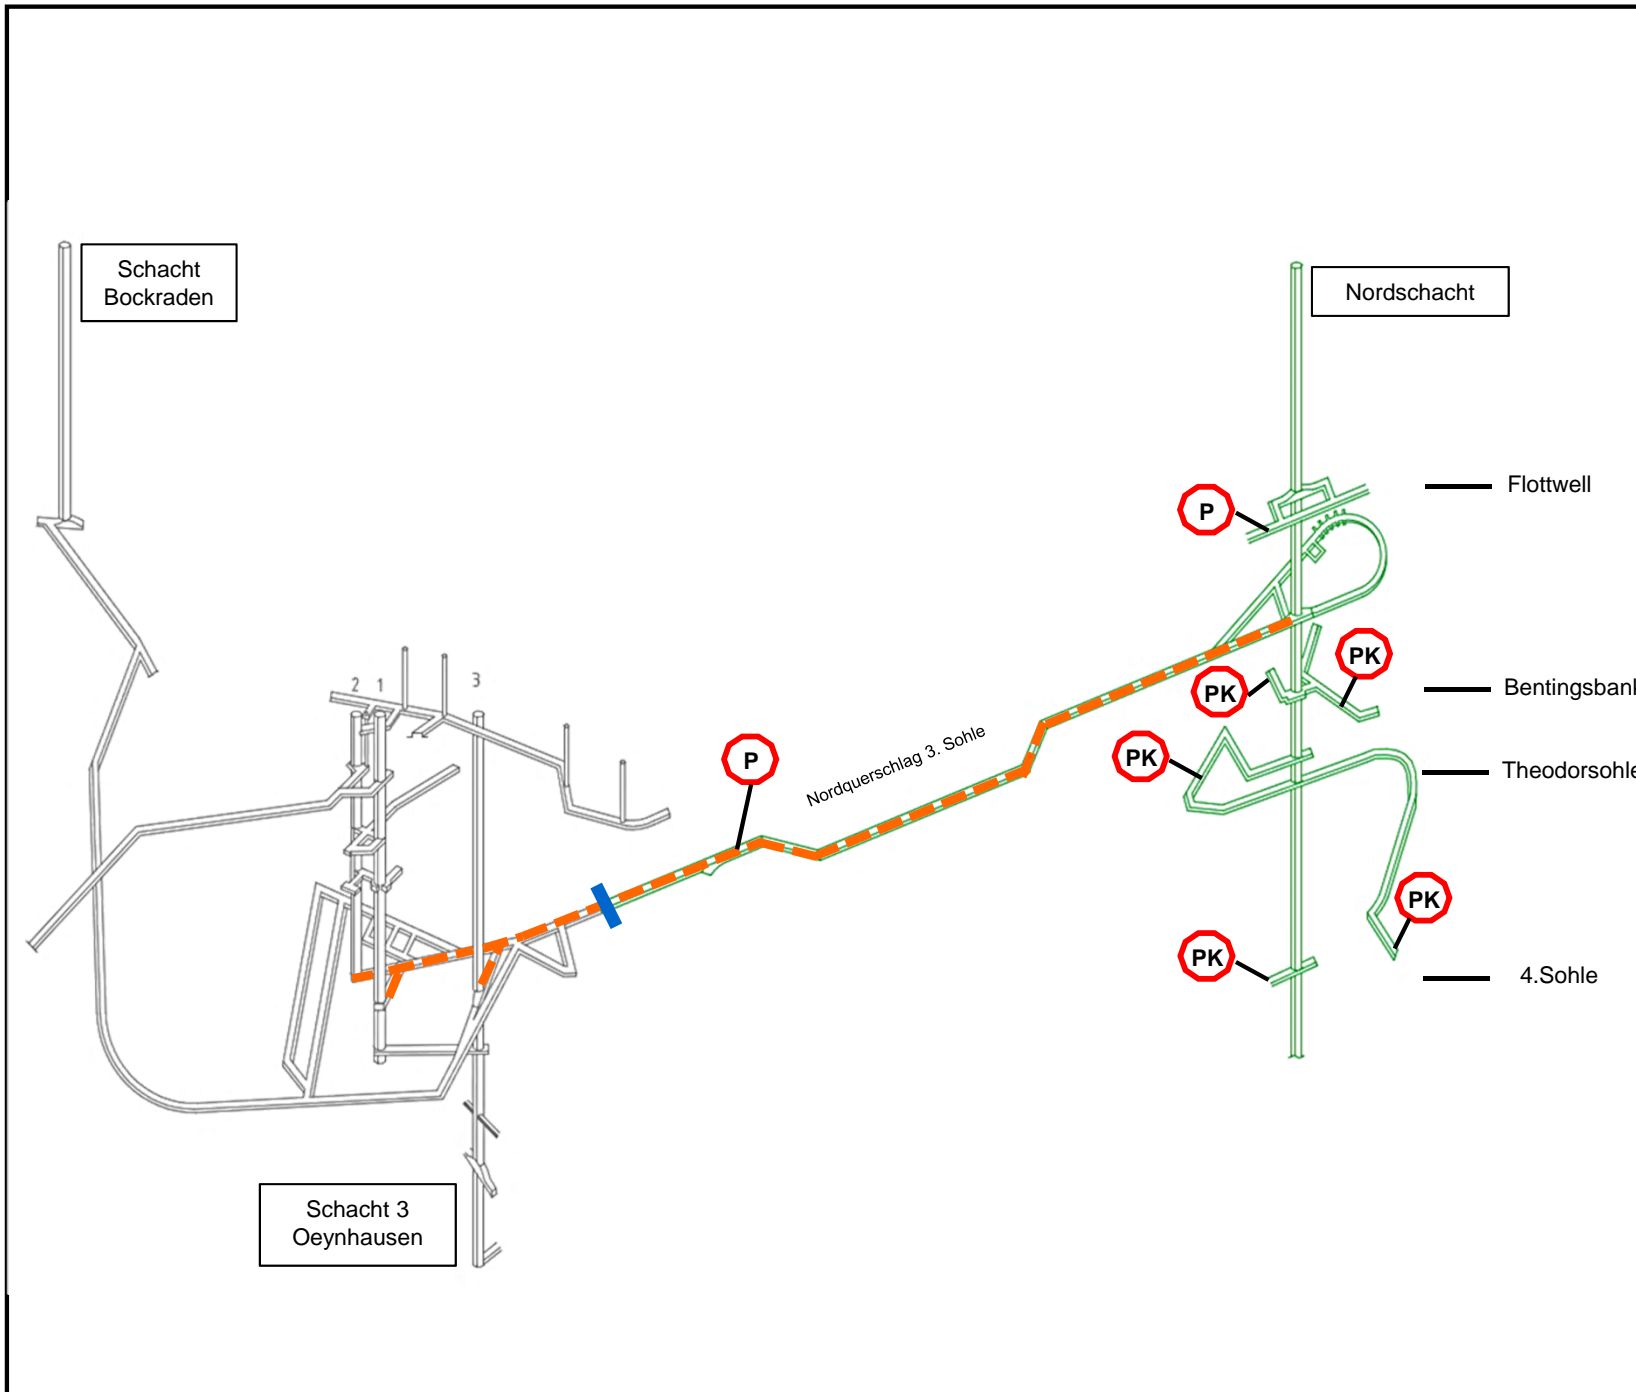 Schacht
Bockraden
Nordschacht
Flottwell
P
PK
Bentingsbank
PK
2 1 3
P
Nordquerschlag 3. Sohle
PK
Theodorsohle
PK
PK
4.Sohle
Schacht 3
Oeynhausen